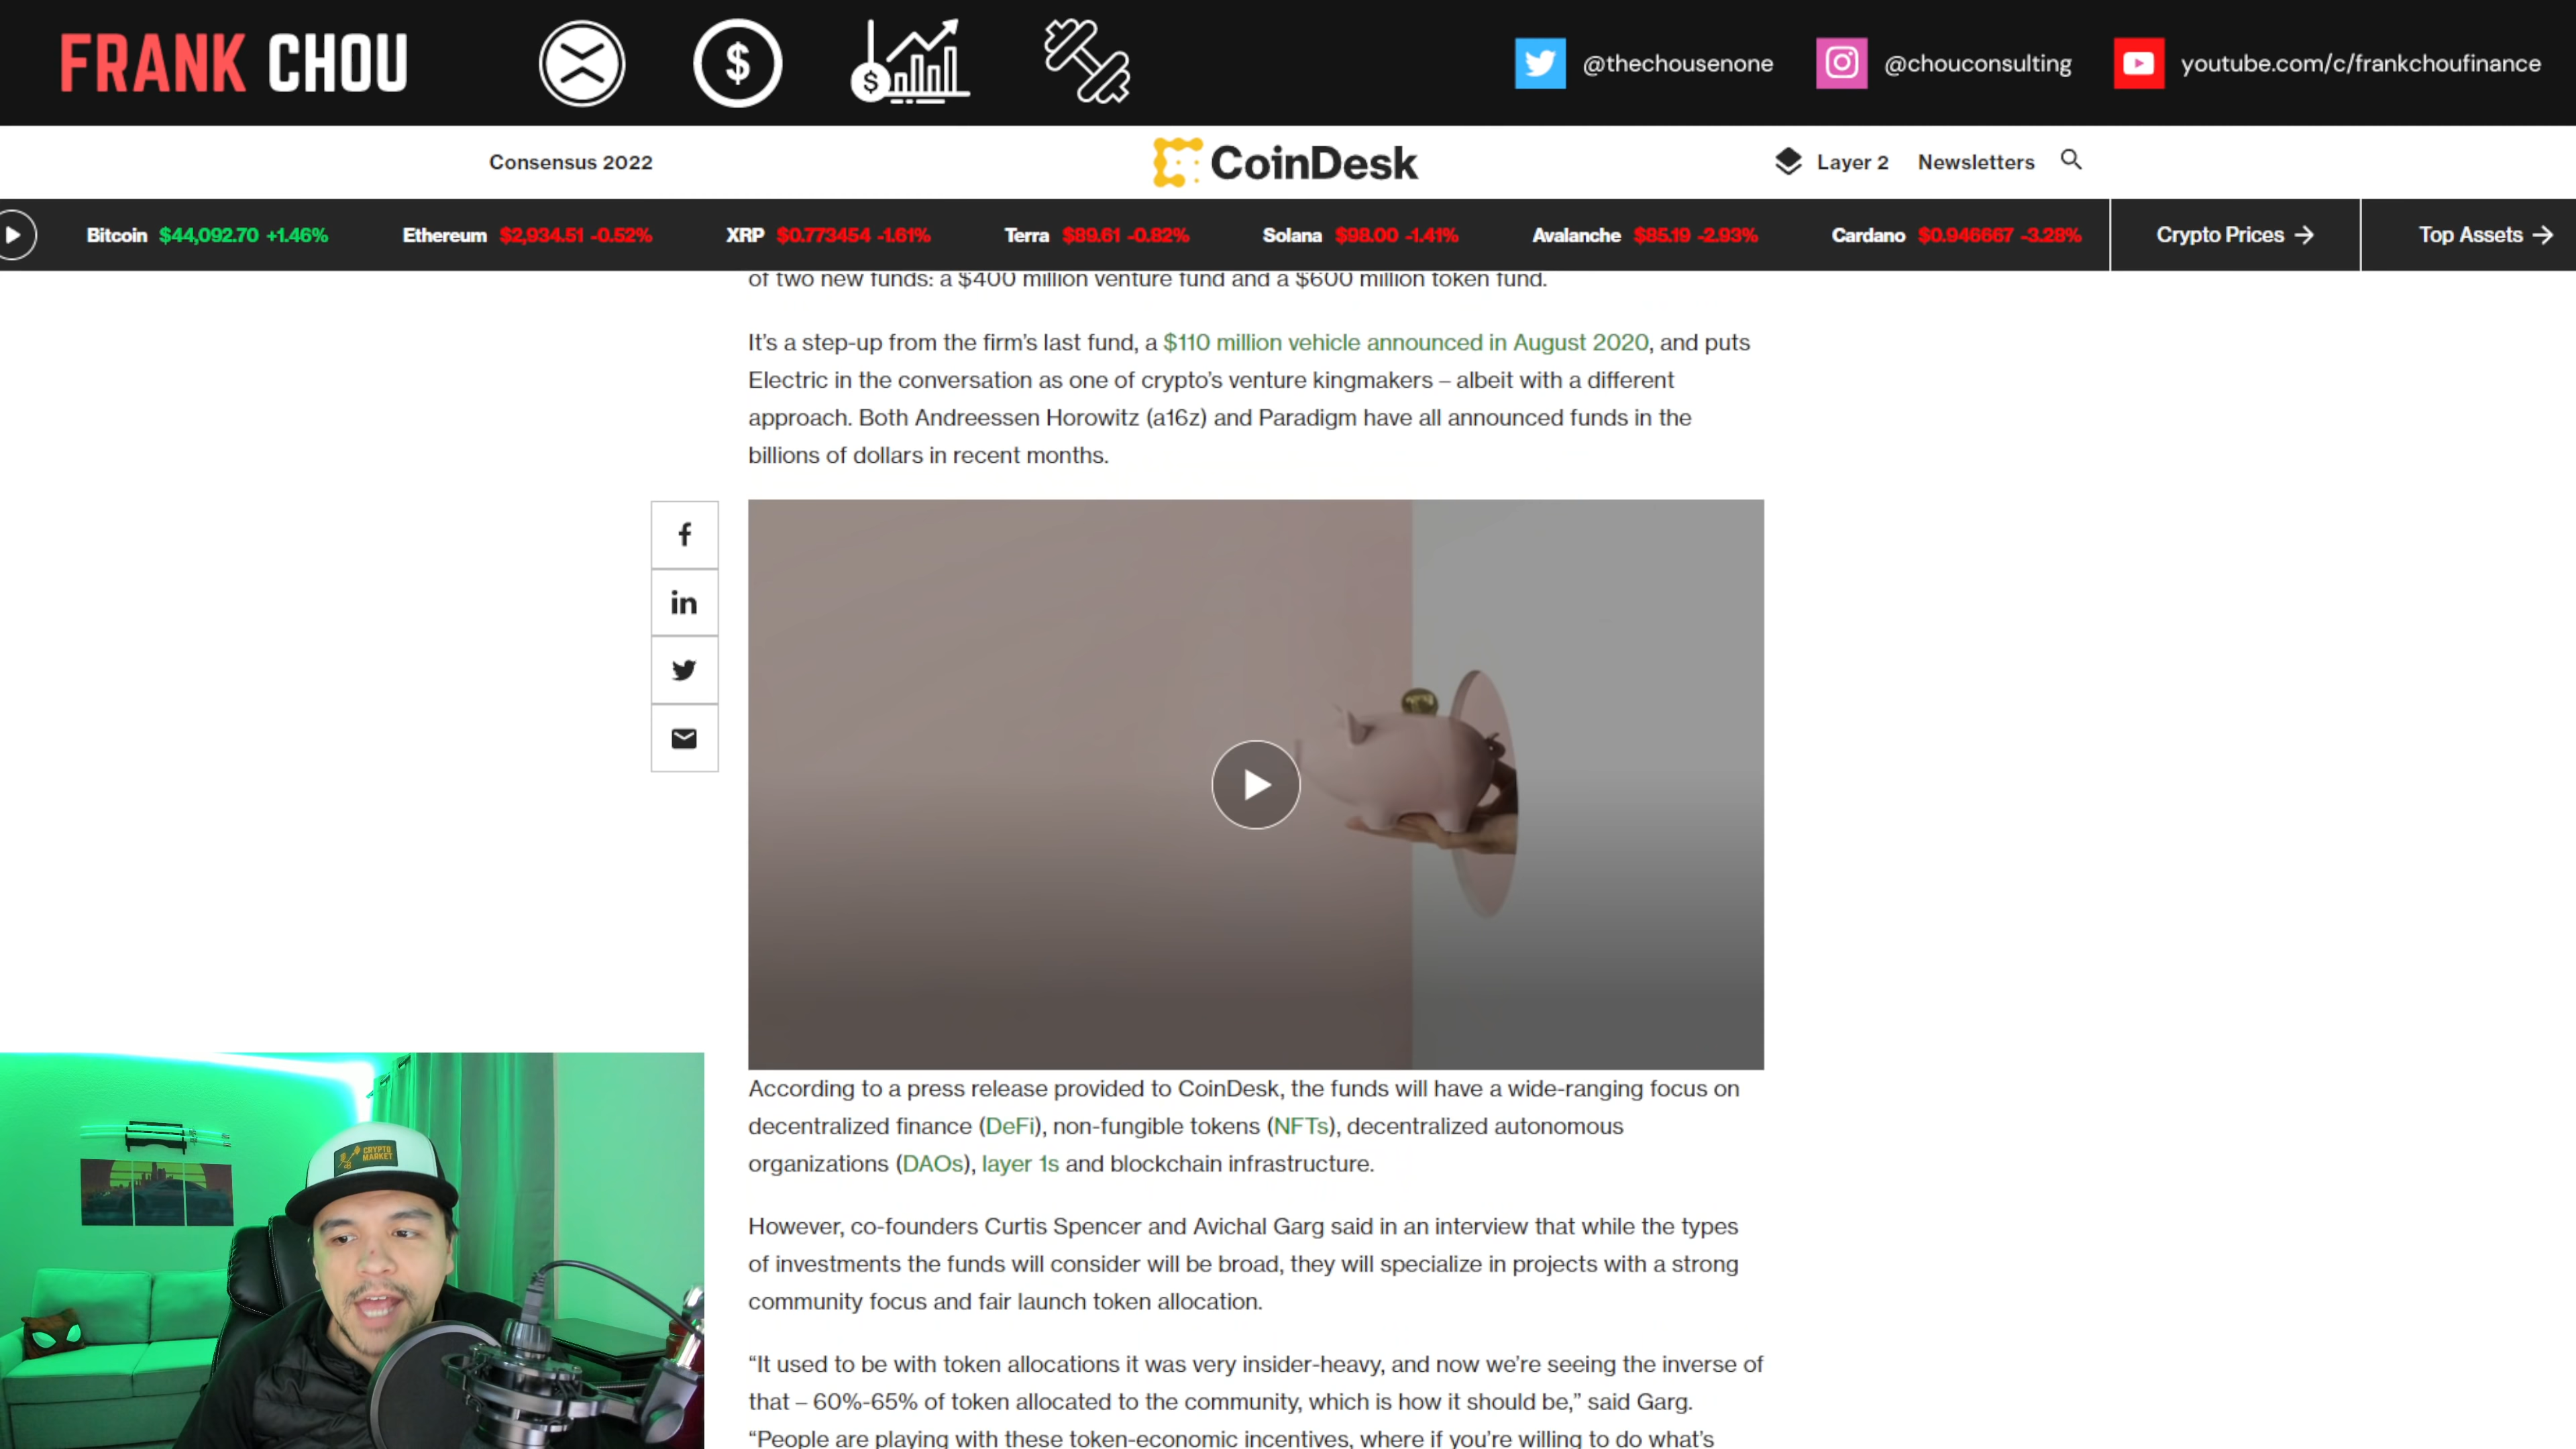 FRANK CHOU
@thechousenone
@chouconsulting
youtube.com/c/frankchoufinance
Consensus 2022
CoinDesk
Layer 2
Newsletters
Bitcoin $44,092.70 +1.46%
Ethereum $2,934.51 -0.52%
XRP $0.773454 -1.61%
Terra $89.61 -0.82%
Solana $98.00 -1.41%
Avalanche $85.19 -2.93%
Cardano $0.946667 -3.28%
Crypto Prices →
Top Assets →
of two new funds: a $400 million venture fund and a $600 million token fund.
It’s a step-up from the firm’s last fund, a $110 million vehicle announced in August 2020, and puts
Electric in the conversation as one of crypto’s venture kingmakers – albeit with a different
approach. Both Andreessen Horowitz (a16z) and Paradigm have all announced funds in the
billions of dollars in recent months.
According to a press release provided to CoinDesk, the funds will have a wide-ranging focus on
decentralized finance (DeFi), non-fungible tokens (NFTs), decentralized autonomous
organizations (DAOs), layer 1s and blockchain infrastructure.
However, co-founders Curtis Spencer and Avichal Garg said in an interview that while the types
of investments the funds will consider will be broad, they will specialize in projects with a strong
community focus and fair launch token allocation.
“It used to be with token allocations it was very insider-heavy, and now we’re seeing the inverse of
that – 60%-65% of token allocated to the community, which is how it should be,” said Garg.
“People are playing with these token-economic incentives, where if you’re willing to do what’s
CRYPTO
MARKET